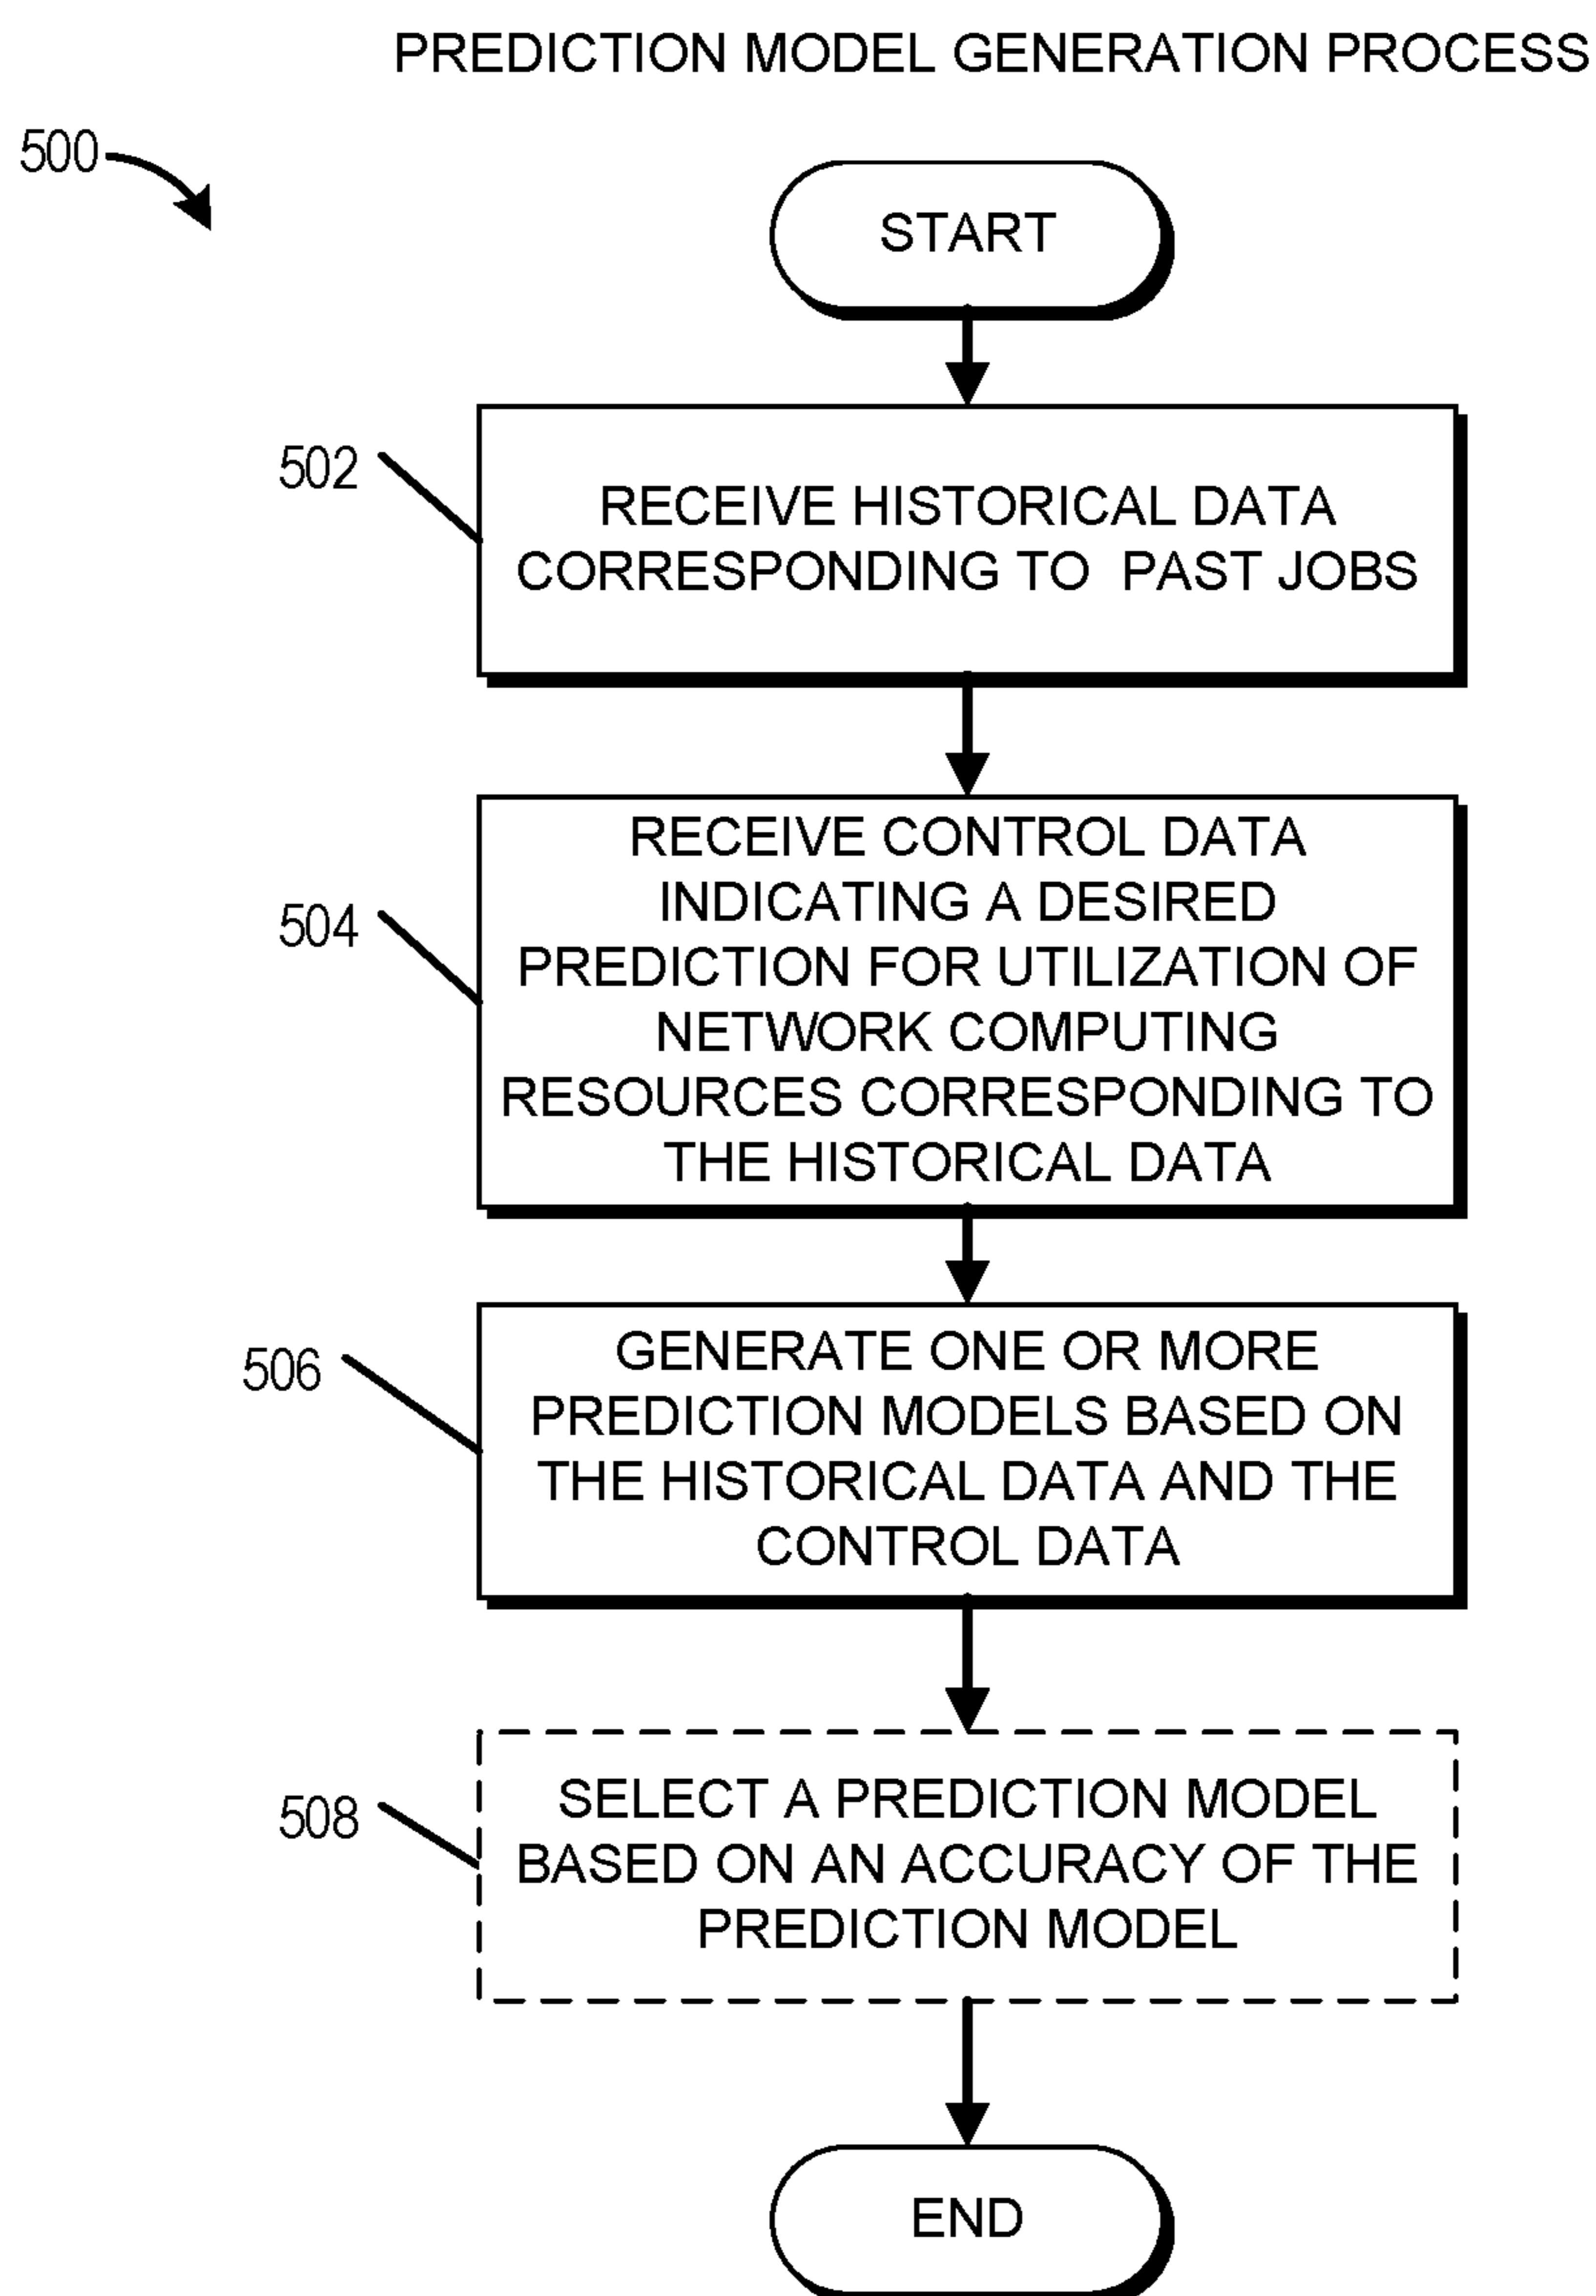 PREDICTION MODEL GENERATION PROCESS
500
START
502
RECEIVE HISTORICAL DATA
CORRESPONDING TO PAST JOBS
504
RECEIVE CONTROL DATA
INDICATING A DESIRED
PREDICTION FOR UTILIZATION OF
NETWORK COMPUTING
RESOURCES CORRESPONDING TO
THE HISTORICAL DATA
506
GENERATE ONE OR MORE
PREDICTION MODELS BASED ON
THE HISTORICAL DATA AND THE
CONTROL DATA
508
SELECT A PREDICTION MODEL
BASED ON AN ACCURACY OF THE
PREDICTION MODEL
END